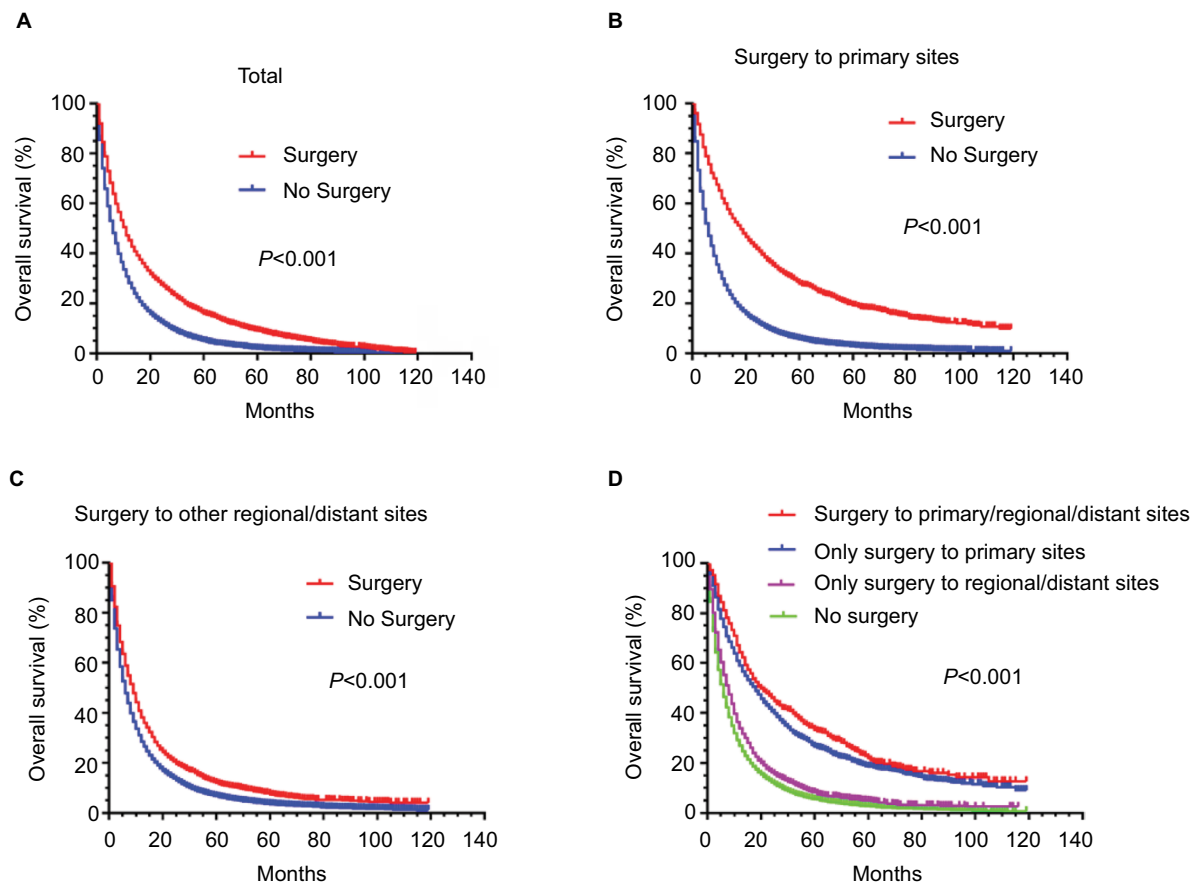 A
Total
Overall survival (%)
100
80
60
40
20
0
Surgery
No Surgery
P<0.001
0 20 60 60 80 100 120 140
Months
B
Surgery to primary sites
Overall survival (%)
100
80
60
40
20
0
Surgery
No Surgery
P<0.001
0 20 60 60 80 100 120 140
Months
C
Surgery to other regional/distant sites
Overall survival (%)
100
80
60
40
20
0
Surgery
No Surgery
P<0.001
0 20 60 60 80 100 120 140
Months
D
Surgery to primary/regional/distant sites
Only surgery to primary sites
Only surgery to regional/distant sites
No surgery
Overall survival (%)
100
80
60
40
20
0
P<0.001
0 20 40 60 80 100 120 140
Months